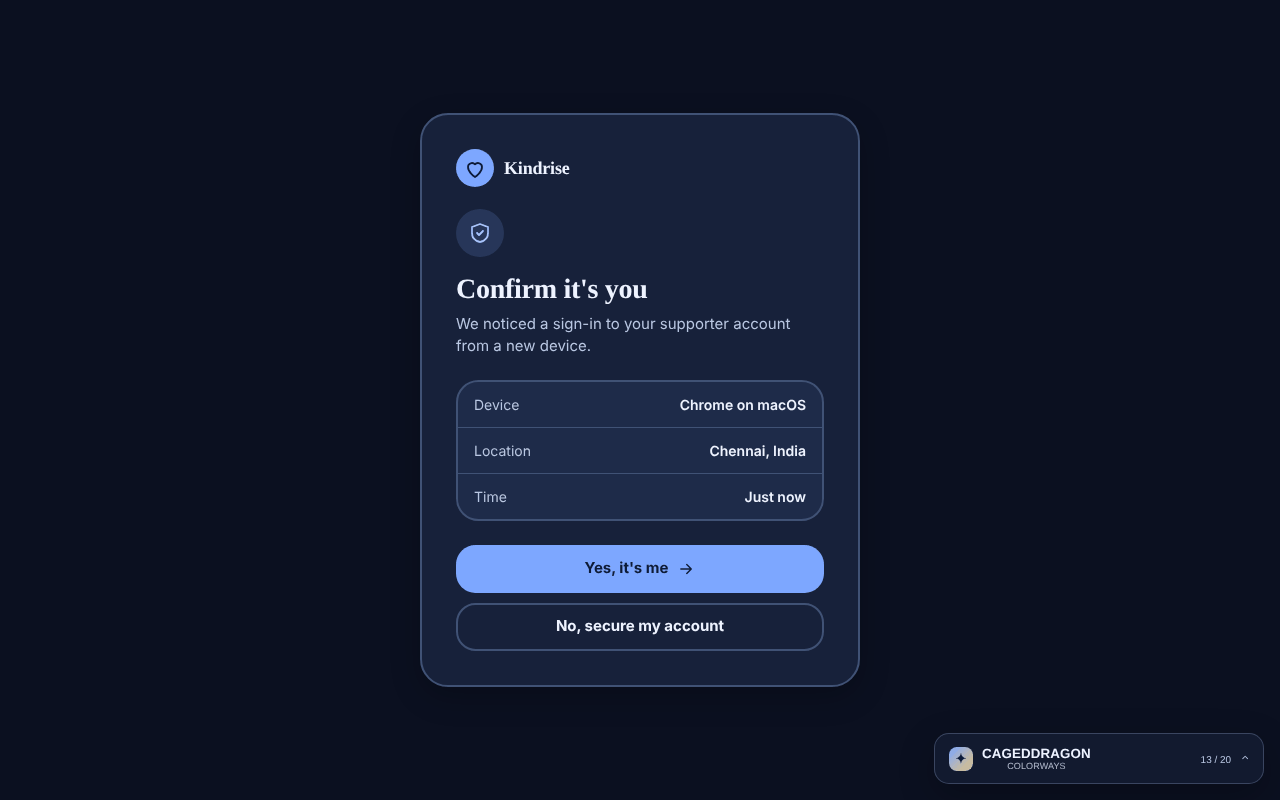 Kindrise
Confirm it's you
We noticed a sign-in to your supporter account
from a new device.
Device Chrome on macOS
Location Chennai, India
Time Just now
Yes, it's me →
No, secure my account
CAGEDDRAGON
COLORWAYS
13 / 20